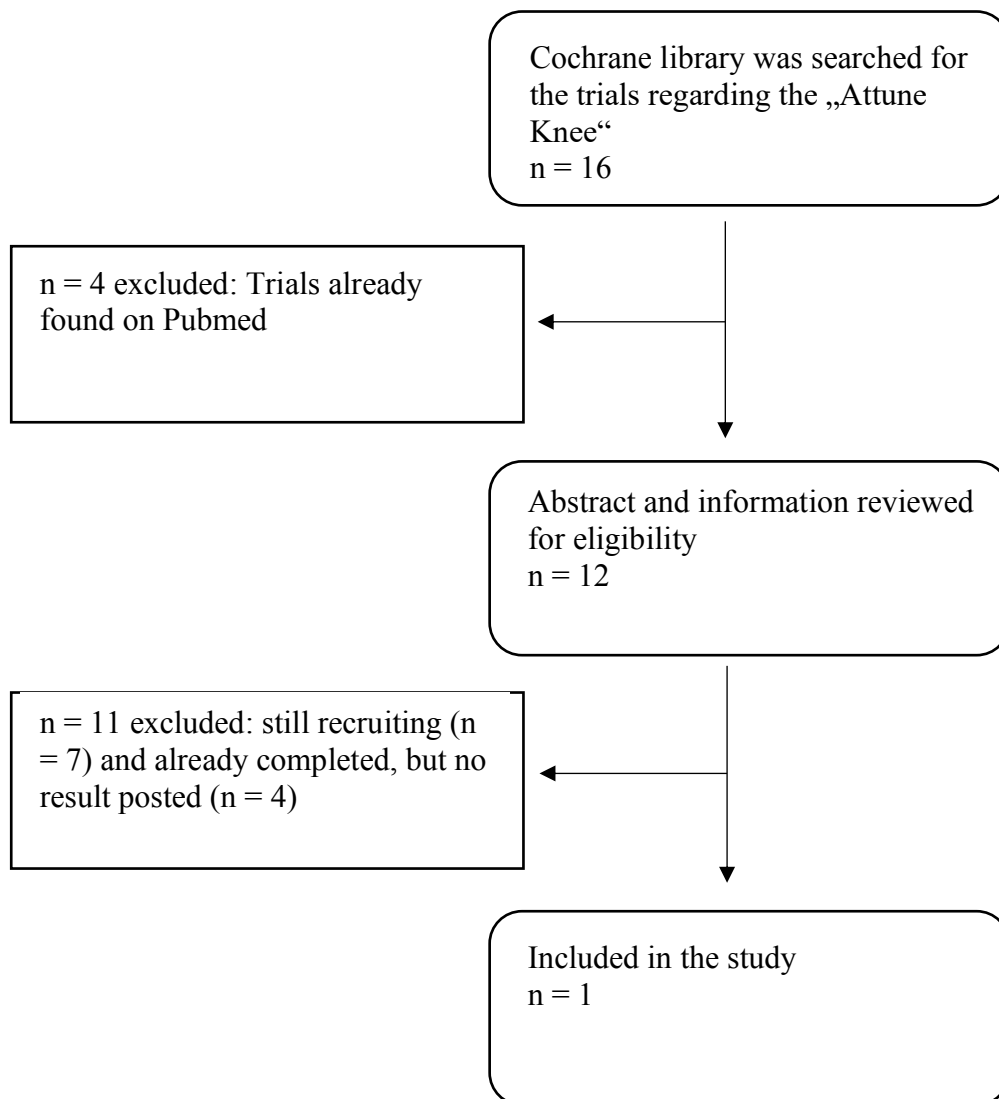 Cochrane library was searched for
the trials regarding the „Attune
Knee“
n = 16
n = 4 excluded: Trials already
found on Pubmed
Abstract and information reviewed
for eligibility
n = 12
n = 11 excluded: still recruiting (n
= 7) and already completed, but no
result posted (n = 4)
Included in the study
n = 1